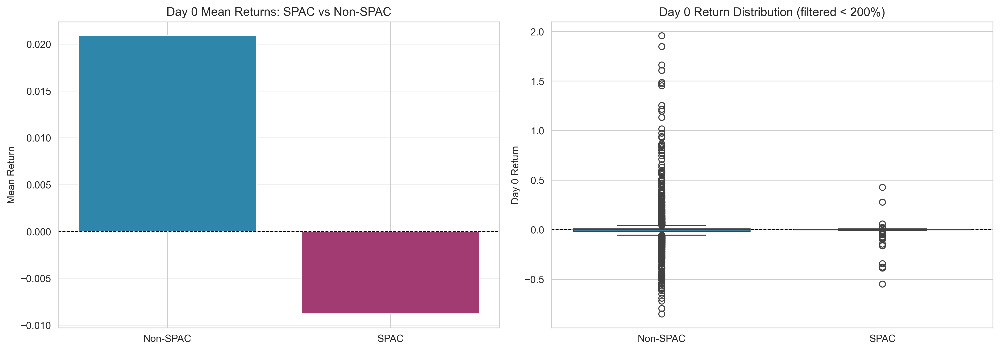 Day 0 Mean Returns: SPAC vs Non-SPAC
Mean Return
0.020
0.015
0.010
0.005
0.000
−0.005
−0.010
Non-SPAC
SPAC
Day 0 Return Distribution (filtered < 200%)
Day 0 Return
2.0
1.5
1.0
0.5
0.0
−0.5
Non-SPAC
SPAC